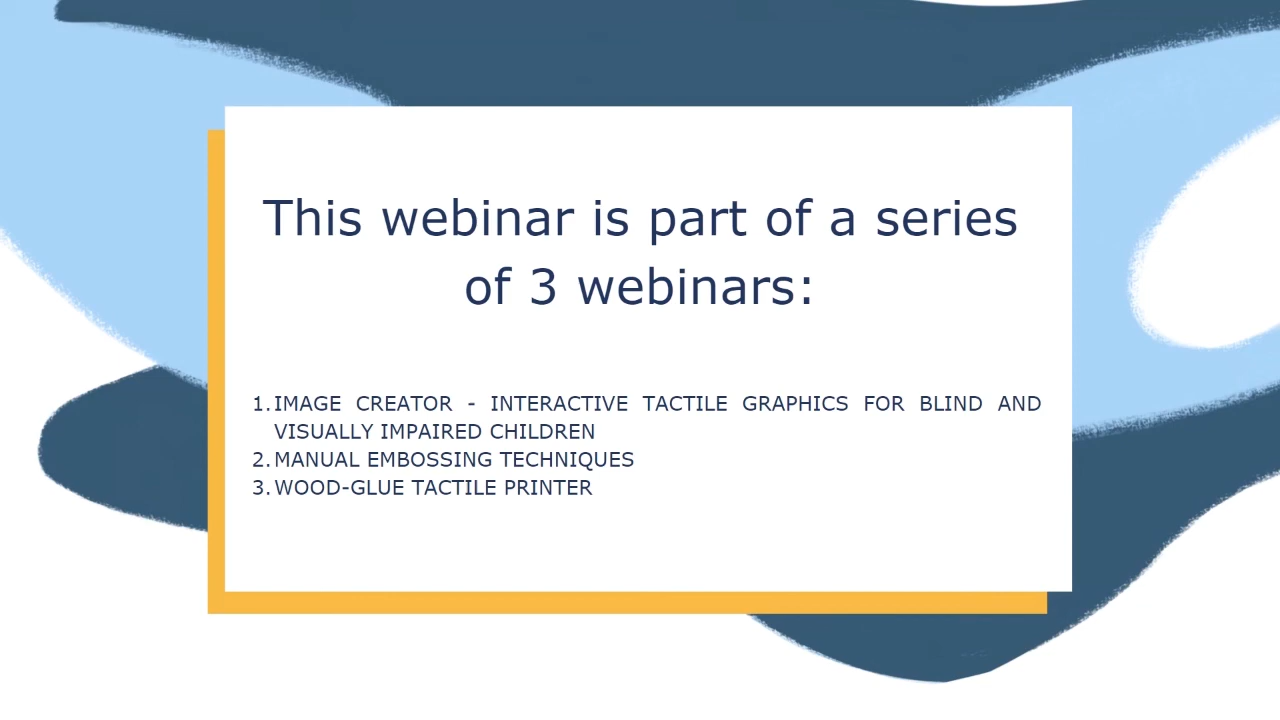 This webinar is part of a series
of 3 webinars:
1. IMAGE CREATOR - INTERACTIVE TACTILE GRAPHICS FOR BLIND AND
VISUALLY IMPAIRED CHILDREN
2. MANUAL EMBOSSING TECHNIQUES
3. WOOD-GLUE TACTILE PRINTER